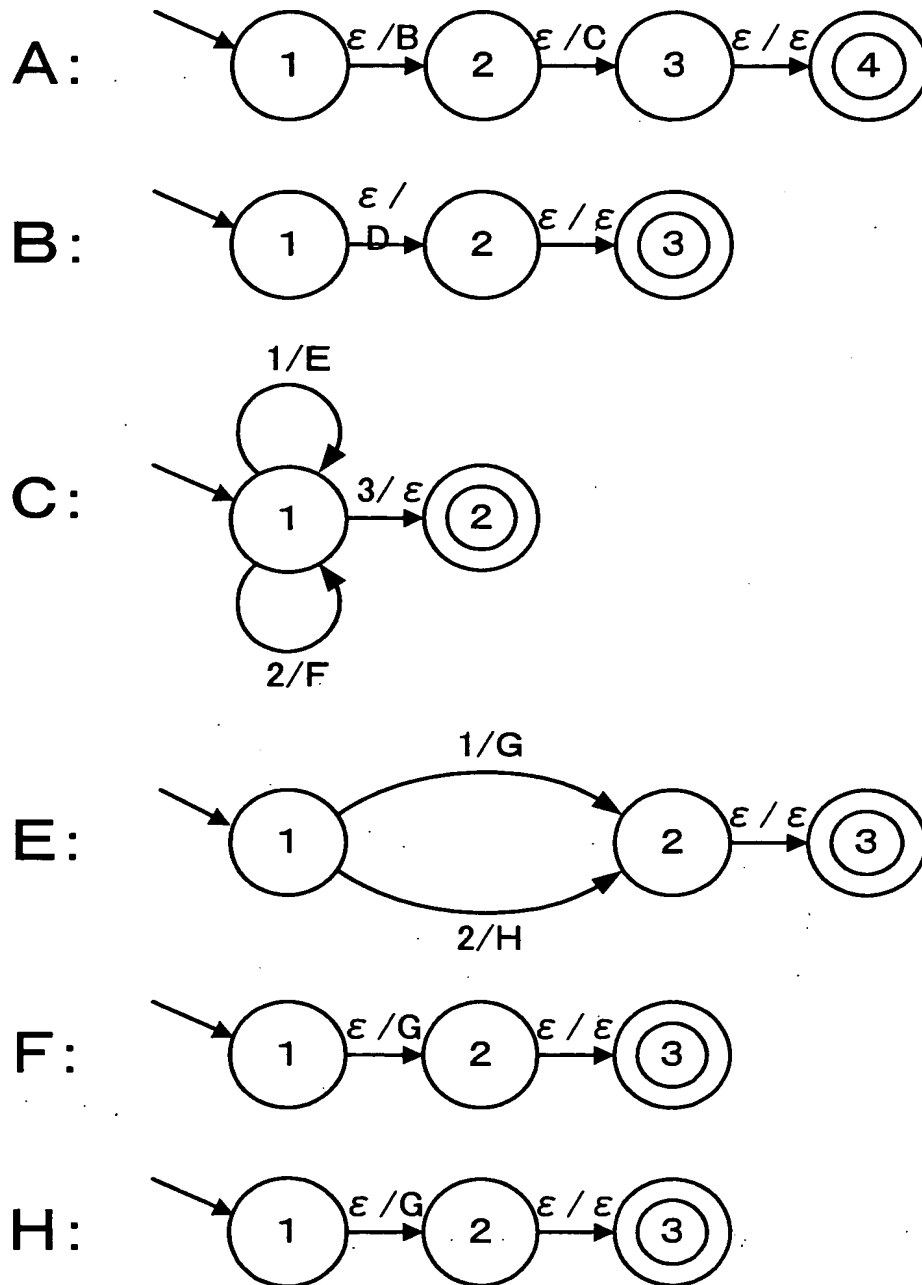 A: 1 ε/B 2 ε/C 3 ε/ε 4
B: 1 ε/D 2 ε/ε 3
1/E
C: 1 3/ε 2
2/F
1/G
E: 1 2 ε/ε 3
2/H
F: 1 ε/G 2 ε/ε 3
H: 1 ε/G 2 ε/ε 3